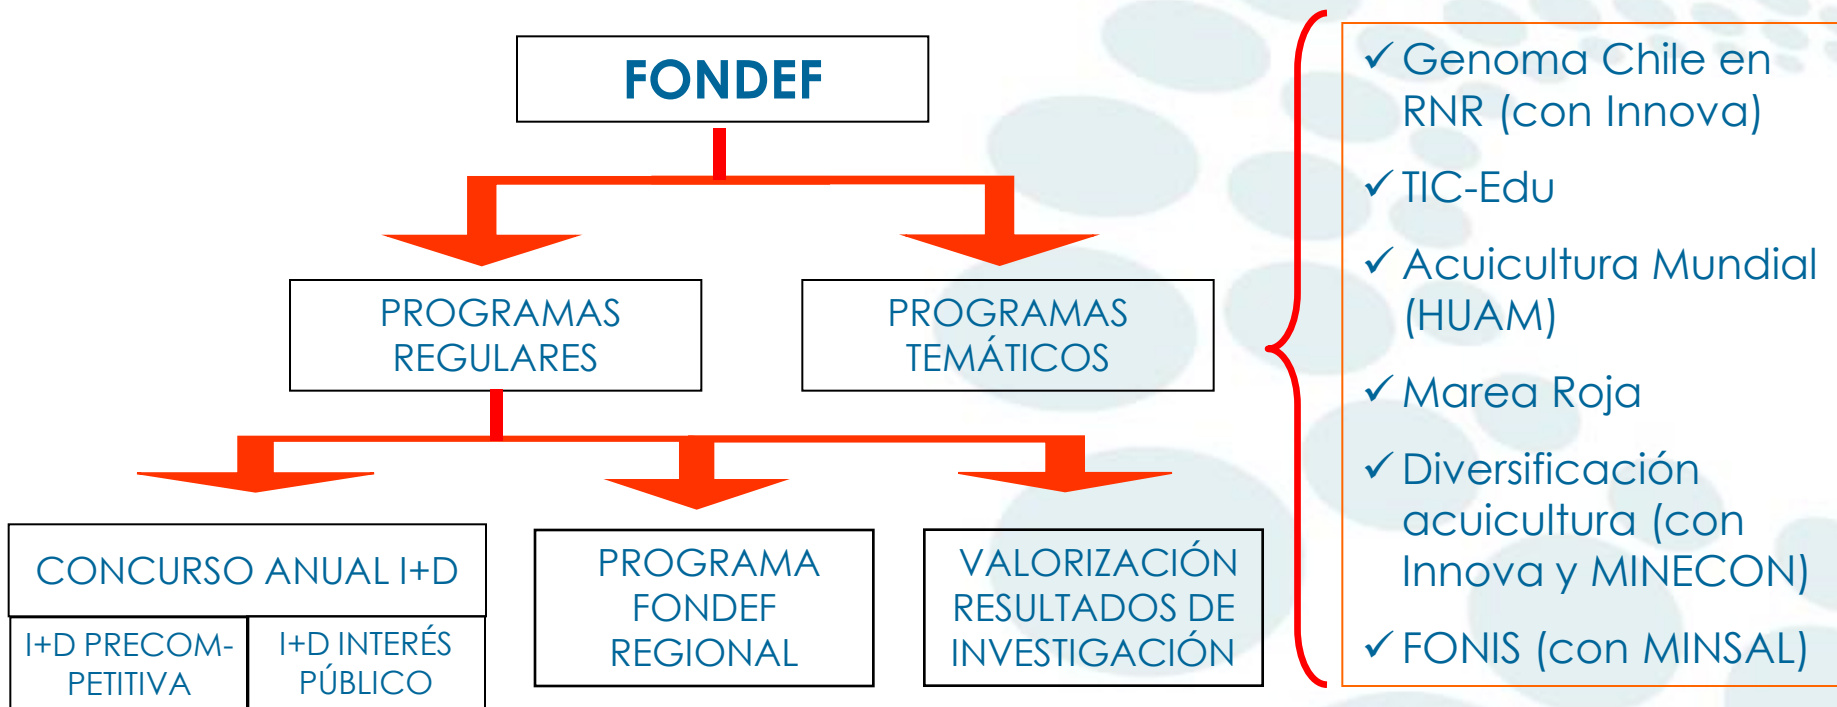 FONDEF
PROGRAMAS
REGULARES
PROGRAMAS
TEMÁTICOS
CONCURSO ANUAL I+D
I+D PRECOM-
PETITIVA
I+D INTERÉS
PÚBLICO
PROGRAMA
FONDEF
REGIONAL
VALORIZACIÓN
RESULTADOS DE
INVESTIGACIÓN
✓ Genoma Chile en
RNR (con Innova)
✓ TIC-Edu
✓ Acuicultura Mundial
(HUAM)
✓ Marea Roja
✓ Diversificación
acuicultura (con
Innova y MINECON)
✓ FONIS (con MINSAL)